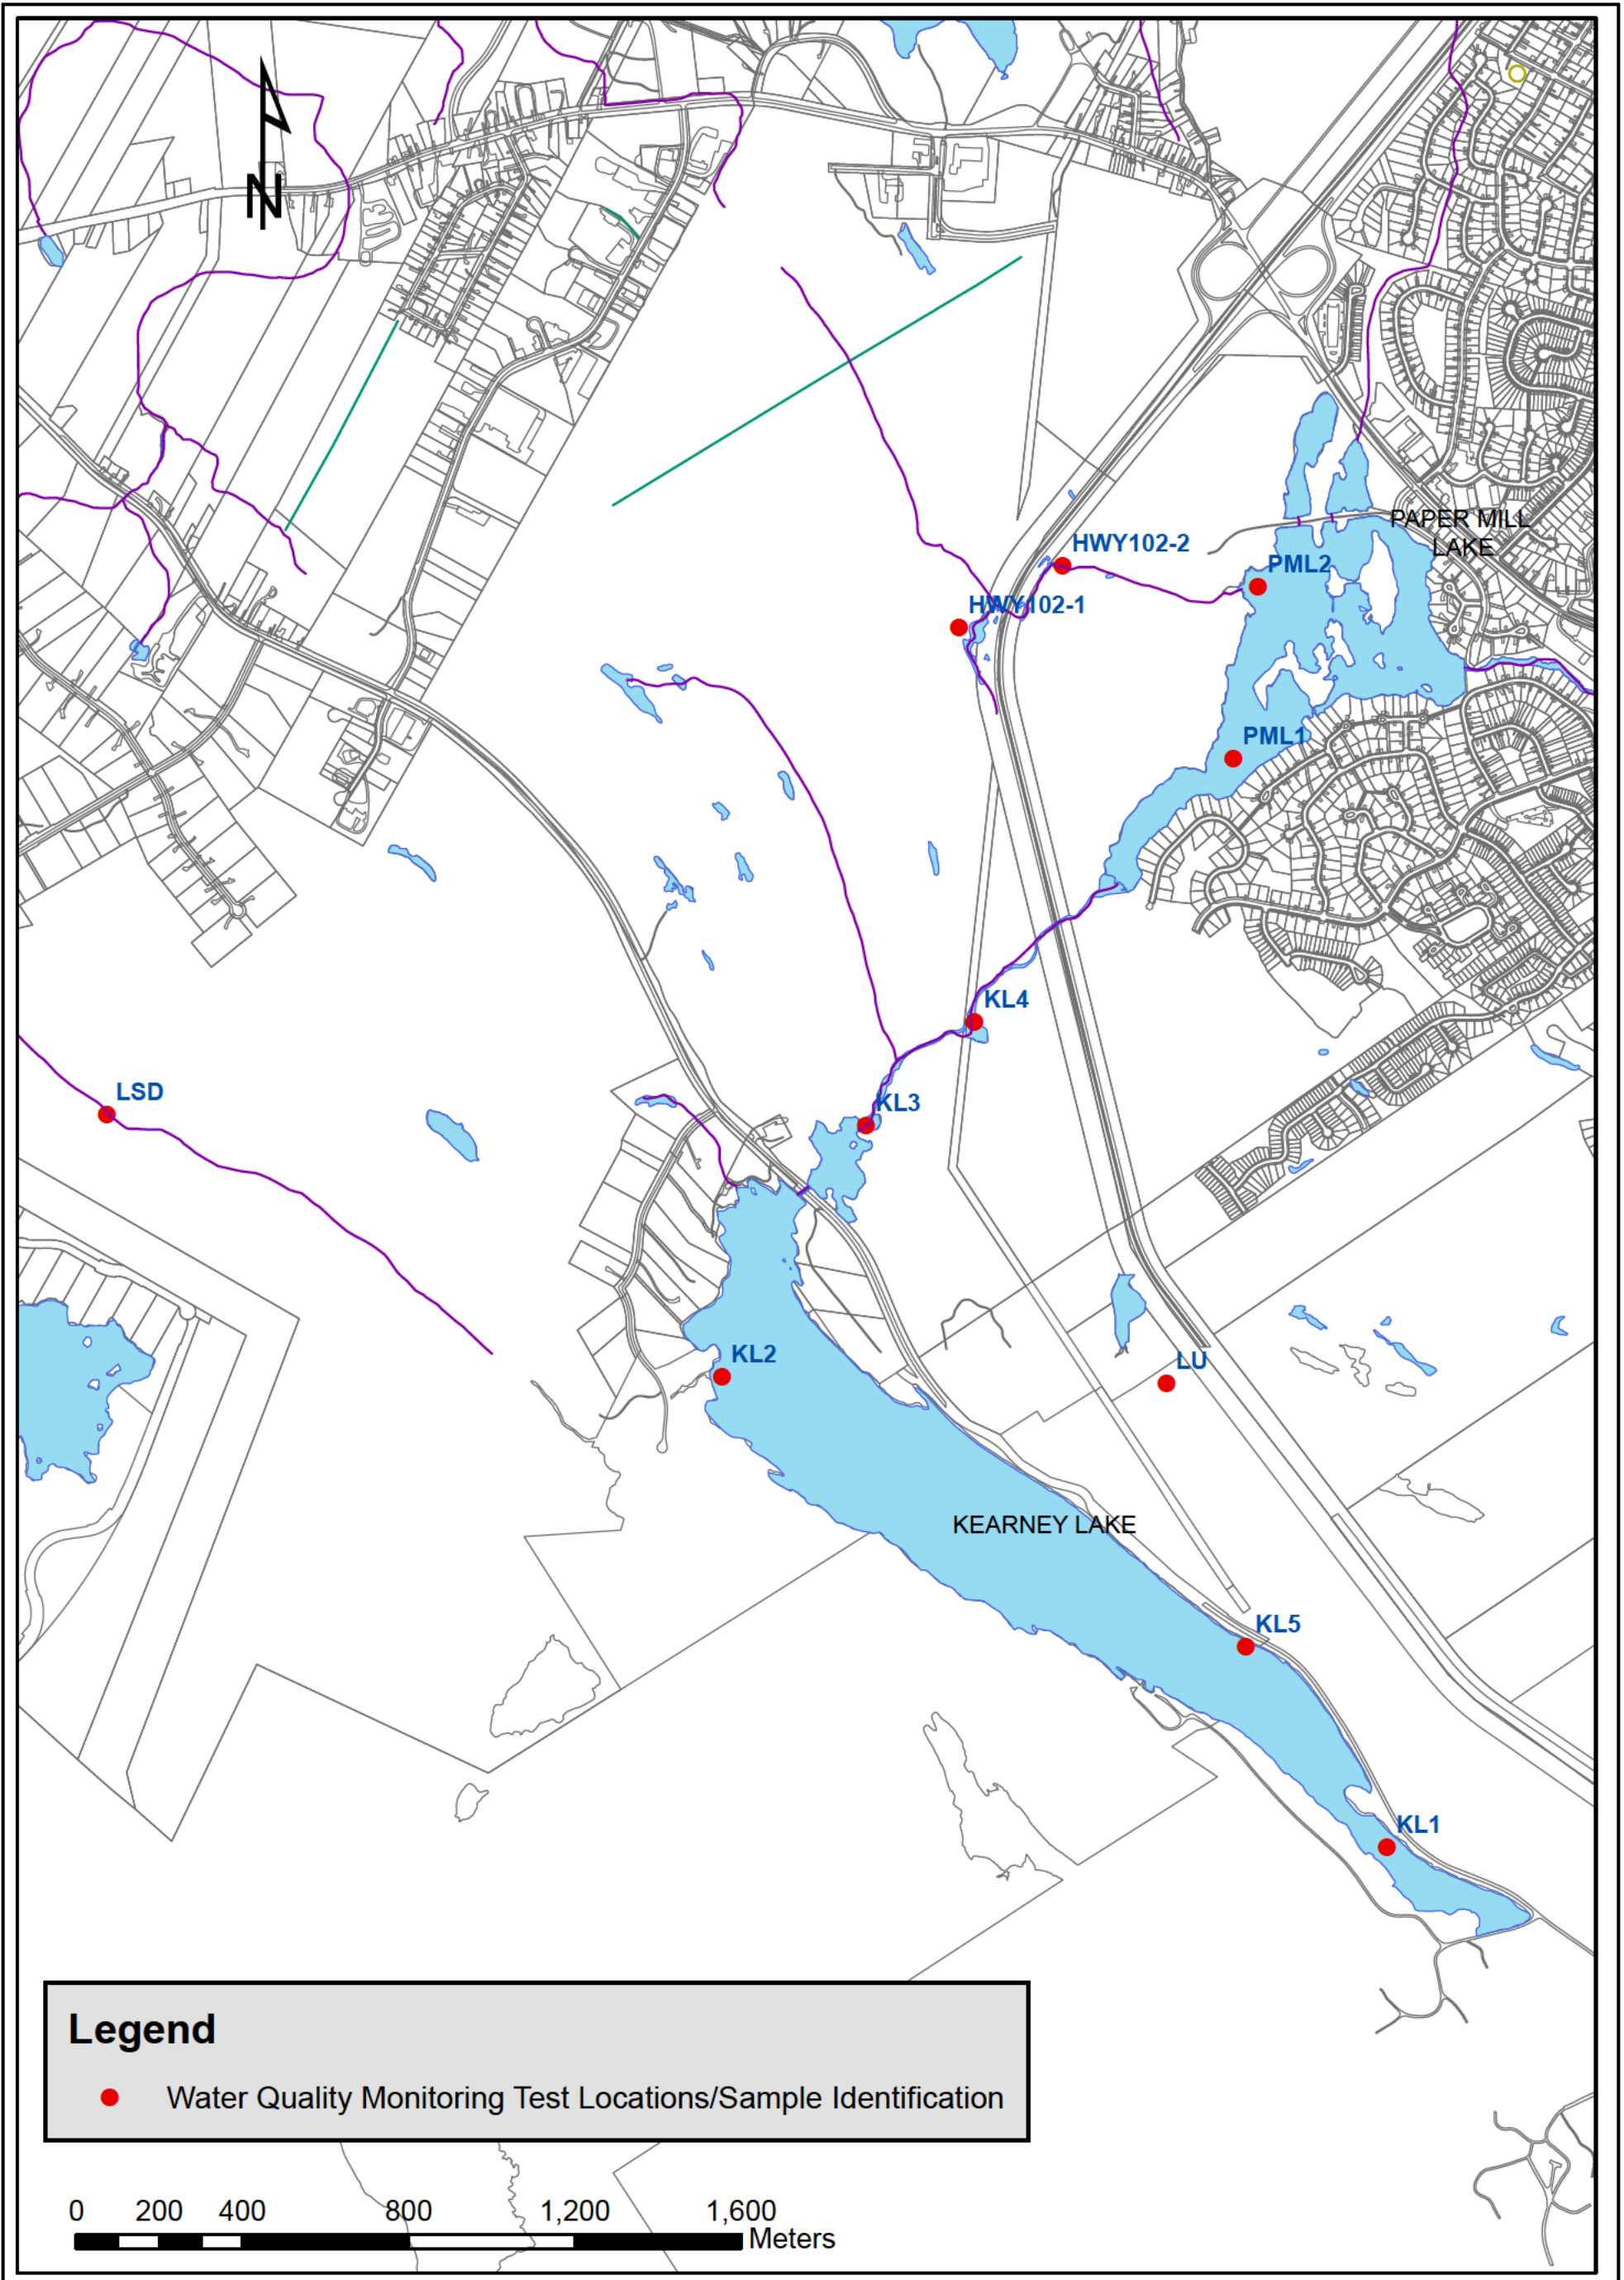 N
HWY102-2
PAPER MILL
LAKE
PML2
HWY102-1
PML1
KL4
LSD
KL3
KL2
LU
KEARNEY LAKE
KL5
KL1
Legend
Water Quality Monitoring Test Locations/Sample Identification
0 200 400 800 1,200 1,600
Meters